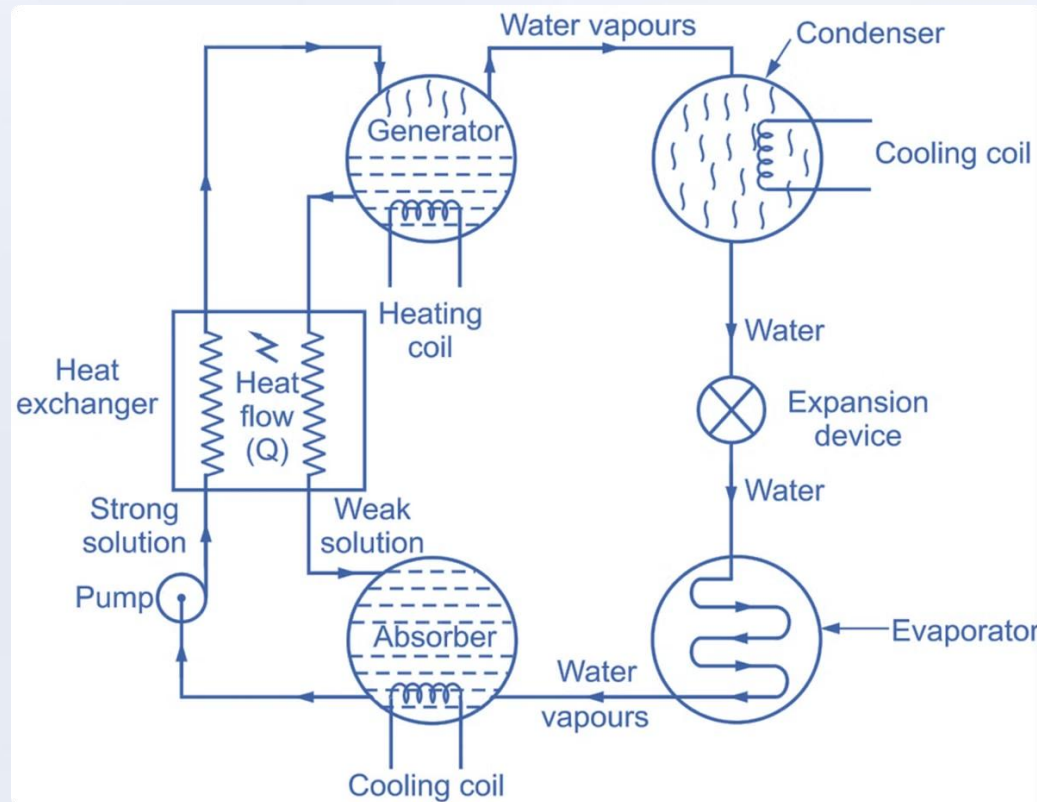 Water vapours
Condenser
Generator
Cooling coil
Heating
coil
Water
Heat
exchanger
Heat
flow
(Q)
Expansion
device
Water
Strong
solution
Weak
solution
Pump
Absorber
Evaporator
Water
vapours
Cooling coil